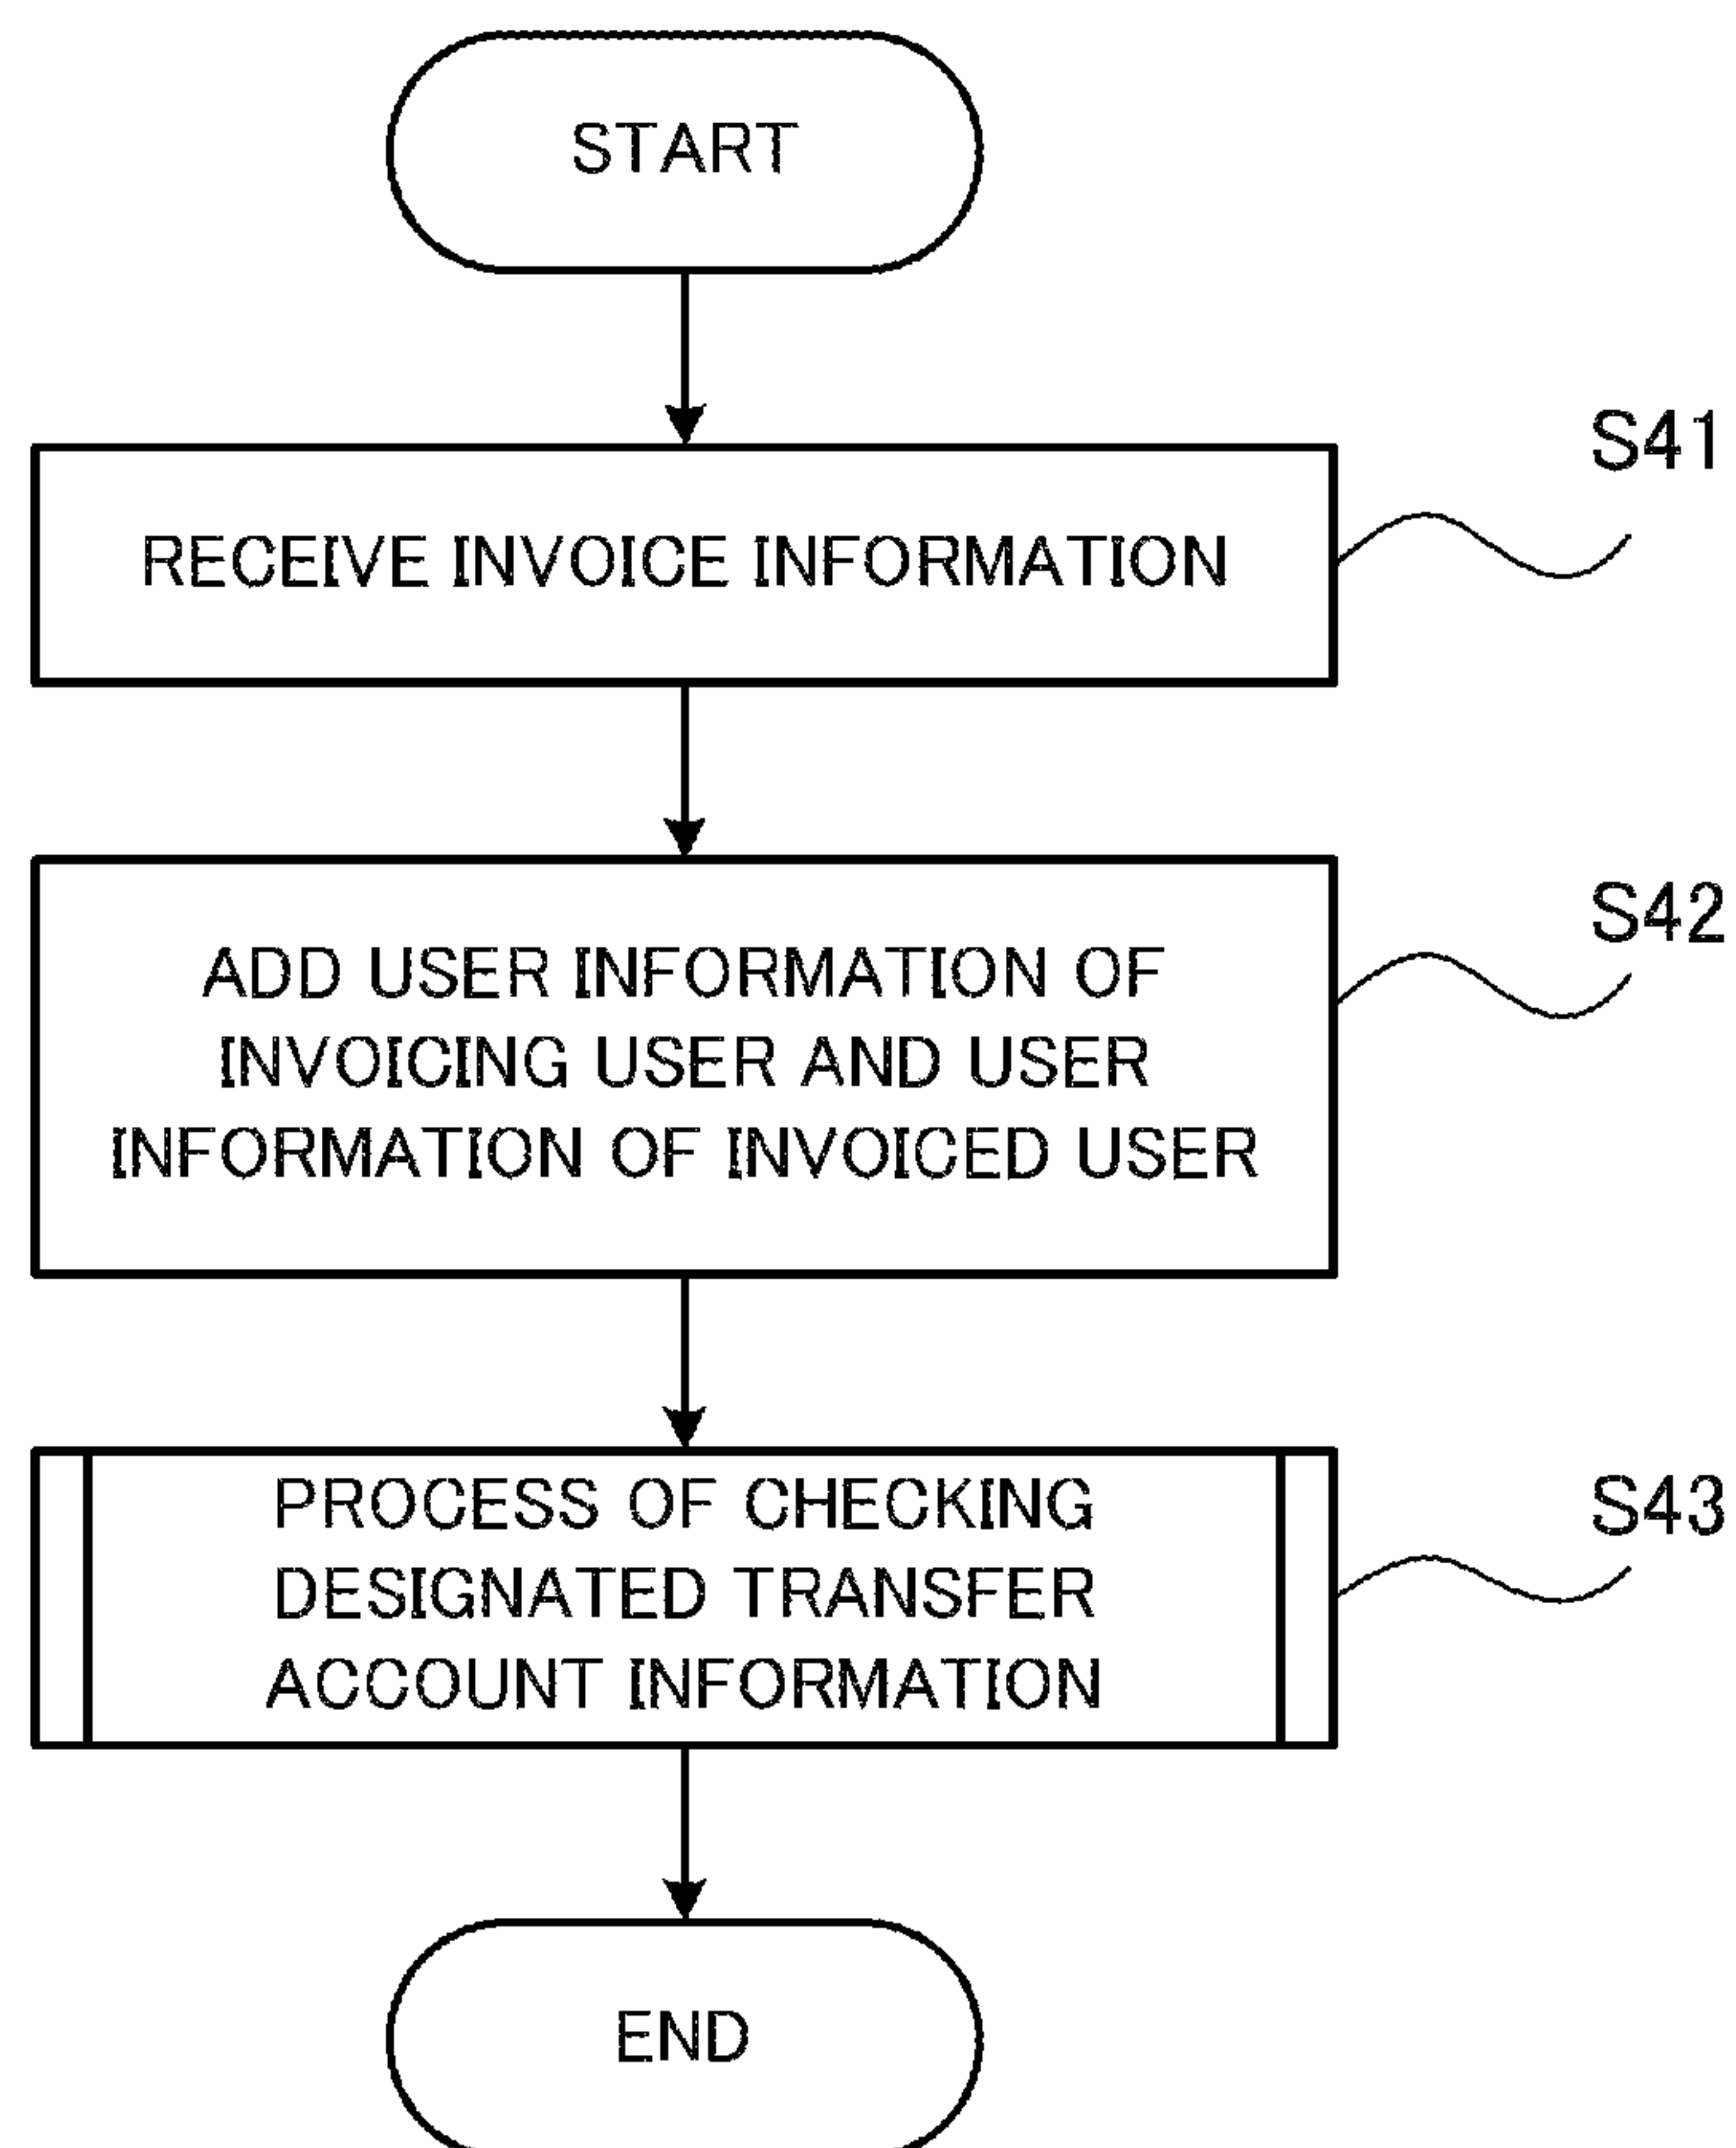 START
S41
RECEIVE INVOICE INFORMATION
S42
ADD USER INFORMATION OF
INVOICING USER AND USER
INFORMATION OF INVOICED USER
S43
PROCESS OF CHECKING
DESIGNATED TRANSFER
ACCOUNT INFORMATION
END